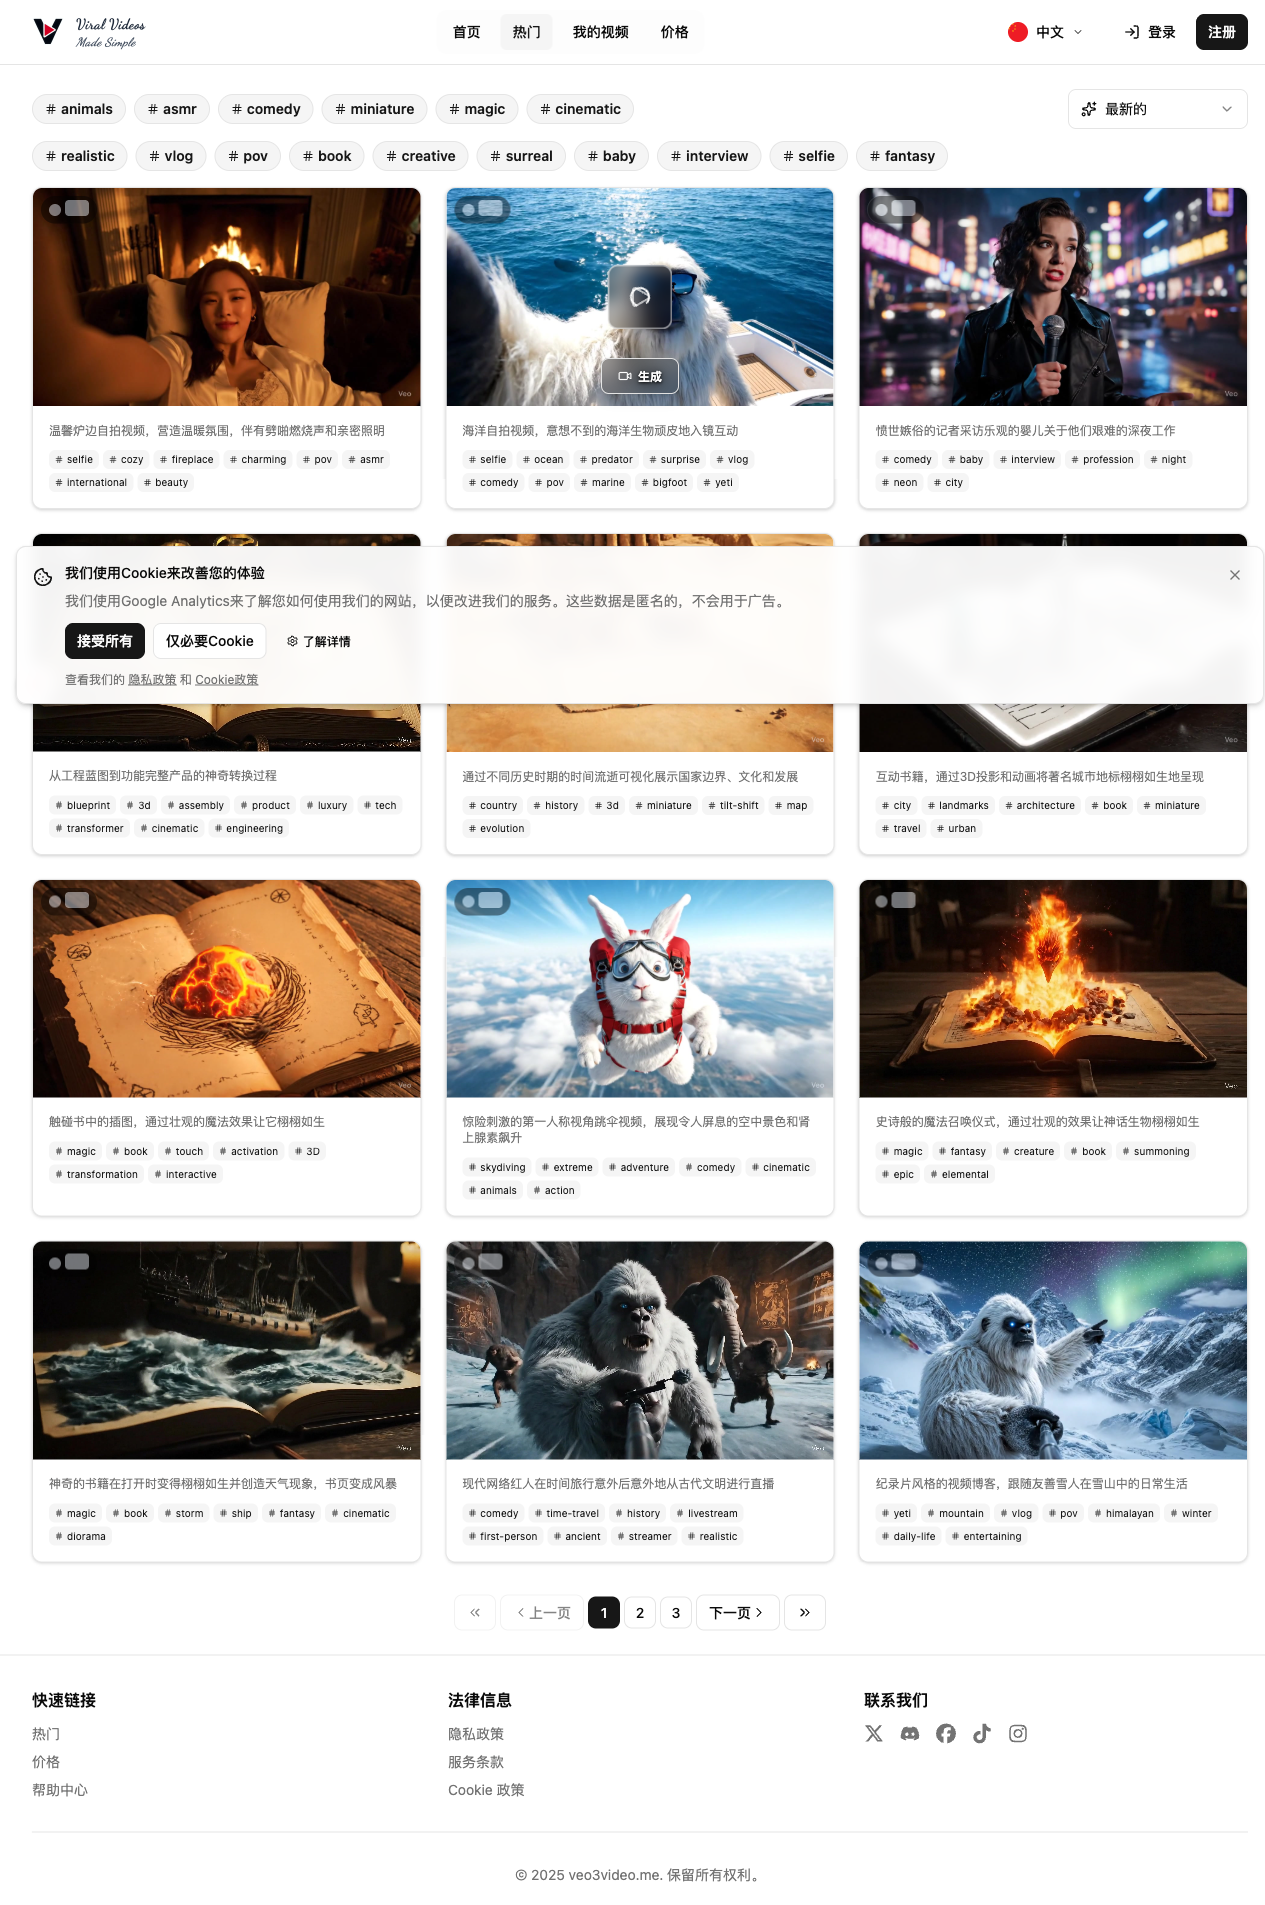 Viral Videos
Made Simple
首页 热门 我的视频 价格
中文 登录 注册
# animals # asmr # comedy # miniature # magic # cinematic
最新的
# realistic # vlog # pov # book # creative # surreal # baby # interview # selfie # fantasy
Veo
生成
Veo
温馨炉边自拍视频，营造温暖氛围，伴有劈啪燃烧声和亲密照明
# selfie # cozy # fireplace # charming # pov # asmr
# international # beauty
海洋自拍视频，意想不到的海洋生物顽皮地入镜互动
# selfie # ocean # predator # surprise # vlog
# comedy # pov # marine # bigfoot # yeti
愤世嫉俗的记者采访乐观的婴儿关于他们艰难的深夜工作
# comedy # baby # interview # profession # night
# neon # city
我们使用Cookie来改善您的体验
我们使用Google Analytics来了解您如何使用我们的网站，以便改进我们的服务。这些数据是匿名的，不会用于广告。
接受所有 仅必要Cookie 了解详情
查看我们的 隐私政策 和 Cookie政策
Veo
Veo
Veo
从工程蓝图到功能完整产品的神奇转换过程
# blueprint # 3d # assembly # product # luxury # tech
# transformer # cinematic # engineering
通过不同历史时期的时间流逝可视化展示国家边界、文化和发展
# country # history # 3d # miniature # tilt-shift # map
# evolution
互动书籍，通过3D投影和动画将著名城市地标栩栩如生地呈现
# city # landmarks # architecture # book # miniature
# travel # urban
Veo
Veo
Veo
触碰书中的插图，通过壮观的魔法效果让它栩栩如生
# magic # book # touch # activation # 3D
# transformation # interactive
惊险刺激的第一人称视角跳伞视频，展现令人屏息的空中景色和肾
上腺素飙升
# skydiving # extreme # adventure # comedy # cinematic
# animals # action
史诗般的魔法召唤仪式，通过壮观的效果让神话生物栩栩如生
# magic # fantasy # creature # book # summoning
# epic # elemental
Veo
Veo
神奇的书籍在打开时变得栩栩如生并创造天气现象，书页变成风暴
# magic # book # storm # ship # fantasy # cinematic
# diorama
现代网络红人在时间旅行意外后意外地从古代文明进行直播
# comedy # time-travel # history # livestream
# first-person # ancient # streamer # realistic
纪录片风格的视频博客，跟随友善雪人在雪山中的日常生活
# yeti # mountain # vlog # pov # himalayan # winter
# daily-life # entertaining
上一页 1 2 3 下一页
快速链接
热门
价格
帮助中心
法律信息
隐私政策
服务条款
Cookie 政策
联系我们
© 2025 veo3video.me. 保留所有权利。